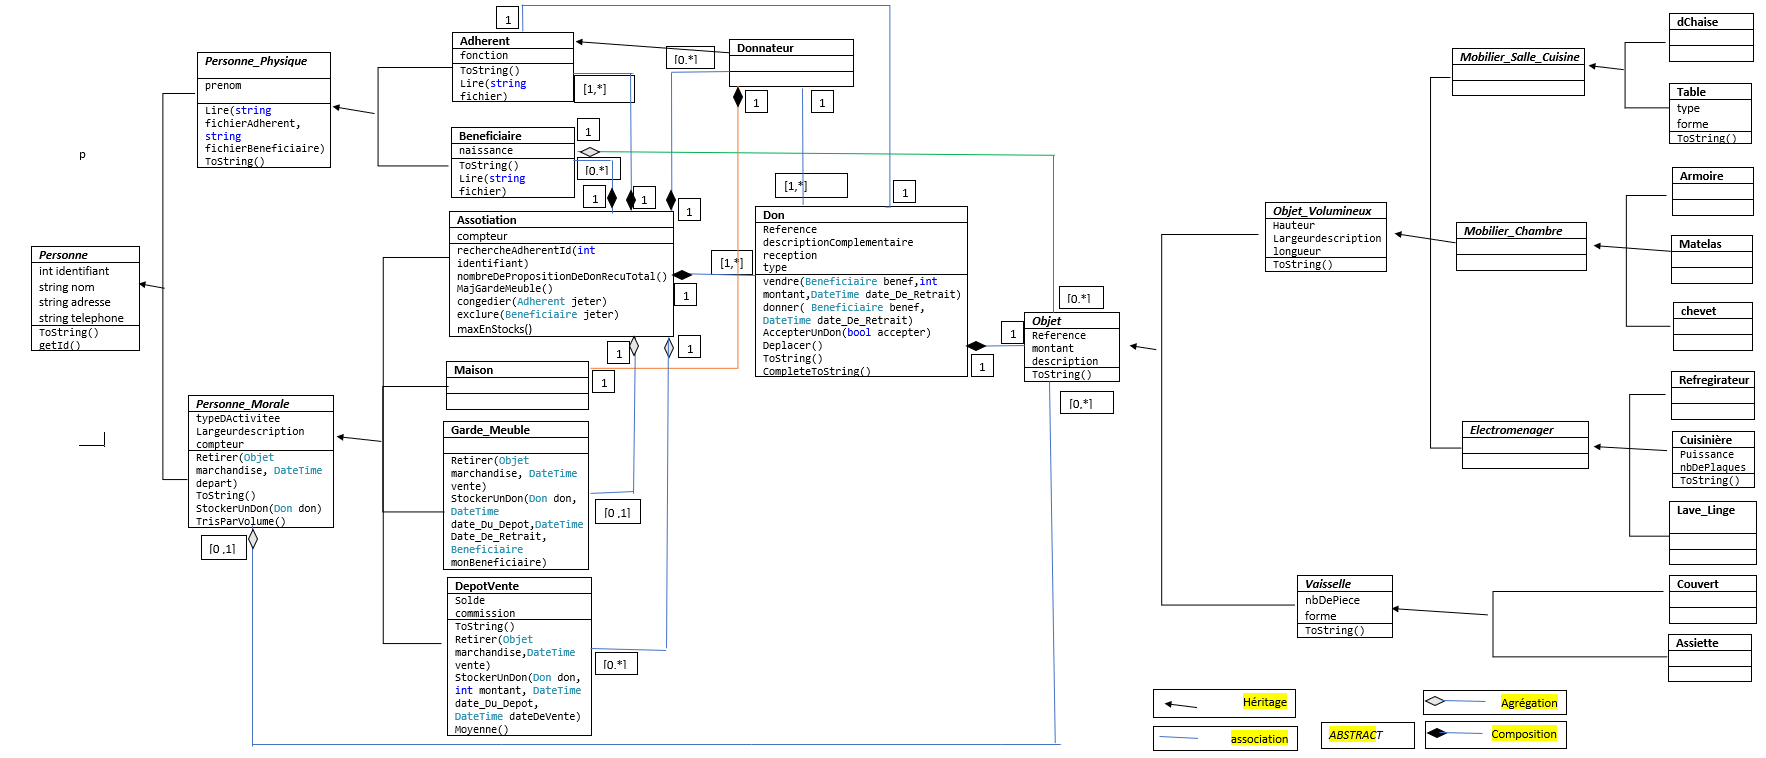 p
Personne
int identifiant
string nom
string adresse
string telephone
ToString()
getId()
Personne_Physique
prenom
Lire(string
fichierAdherent,
string
fichierBeneficiaire)
ToString()
Personne_Morale
typeDActivitee
Largeurdescription
compteur
Retirer(Objet
marchandise, DateTime
depart)
ToString()
StockerUnDon(Don don)
TrisParVolume()
[0 ,1]
1
Adherent
fonction
ToString()
Lire(string
fichier)
[1,*]
Beneficiaire
naissance
ToString()
Lire(string
fichier)
1
[0.*]
1
1
[0.*]
Donnateur
1
1
1
Assotiation
compteur
rechercheAdherentId(int
identifiant)
nombreDePropositionDeDonRecuTotal()
MajGardeMeuble()
congedier(Adherent jeter)
exclure(Beneficiaire jeter)
maxEnStocks()
[1,*]
1
1
1
Maison
1
Garde_Meuble
Retirer(Objet
marchandise, DateTime
vente)
StockerUnDon(Don don,
DateTime
date_Du_Depot,DateTime
Date_De_Retrait,
Beneficiaire
monBeneficiaire)
[0 ,1]
DepotVente
Solde
commission
ToString()
Retirer(Objet
marchandise,DateTime
vente)
StockerUnDon(Don don,
int montant, DateTime
date_Du_Depot,
DateTime dateDeVente)
Moyenne()
[0.*]
[1,*]
1
Don
Reference
descriptionComplementaire
reception
type
vendre(Beneficiaire benef,int
montant,DateTime date_De_Retrait)
donner( Beneficiaire benef,
DateTime date_De_Retrait)
AccepterUnDon(bool accepter)
Deplacer()
ToString()
CompleteToString()
1
1
[0.*]
Objet
Reference
montant
description
ToString()
[0,*]
Objet_Volumineux
Hauteur
Largeurdescription
longueur
ToString()
Vaisselle
nbDePiece
forme
ToString()
Mobilier_Salle_Cuisine
Mobilier_Chambre
Electromenager
dChaise
Table
type
forme
ToString()
Armoire
Matelas
chevet
Refregirateur
Cuisinière
Puissance
nbDePlaques
ToString()
Lave_Linge
Couvert
Assiette
Héritage
association
ABSTRACT
Agrégation
Composition